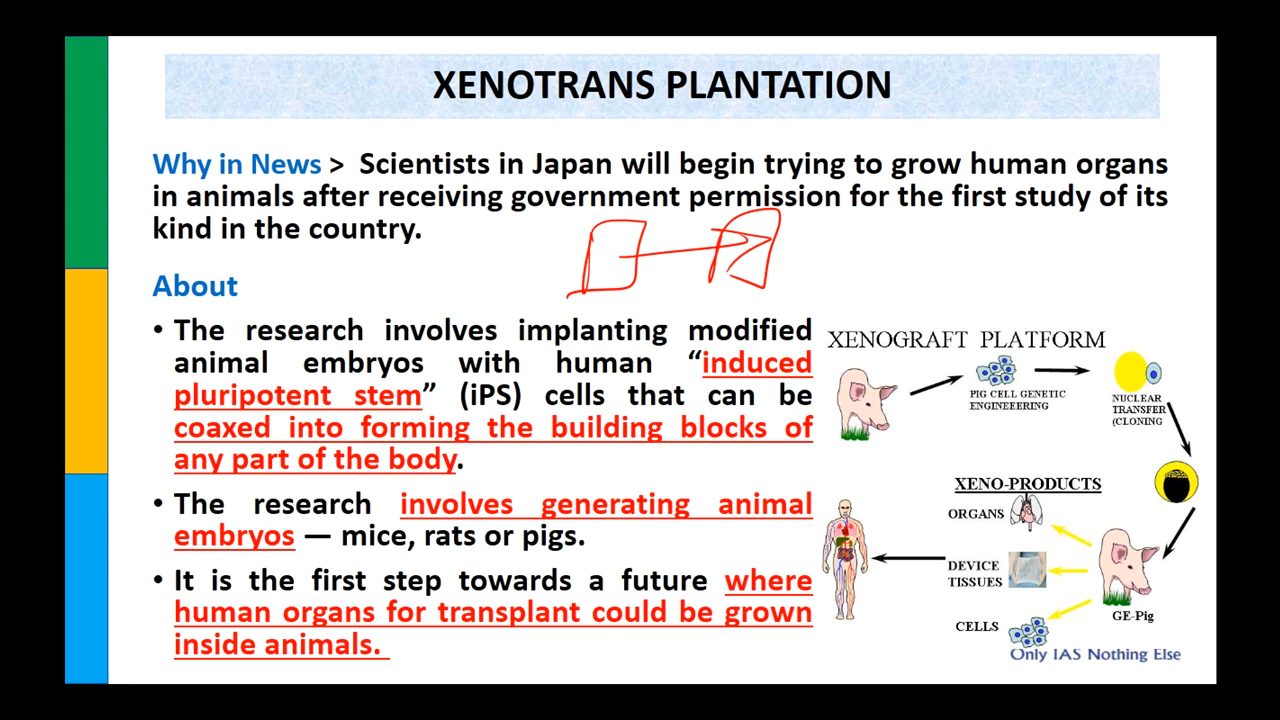 XENOTRANS PLANTATION
Why in News > Scientists in Japan will begin trying to grow human organs
in animals after receiving government permission for the first study of its
kind in the country.
About
• The research involves implanting modified
animal embryos with human “induced
pluripotent stem” (iPS) cells that can be
coaxed into forming the building blocks of
any part of the body.
• The research involves generating animal
embryos — mice, rats or pigs.
• It is the first step towards a future where
human organs for transplant could be grown
inside animals.
XENOGRAFT PLATFORM
PIG CELL GENETIC
ENGINEEERING
NUCLEAR
TRANSFER
(CLONING
XENO-PRODUCTS
ORGANS
DEVICE
TISSUES
CELLS
GE-Pig
Only IAS Nothing Else